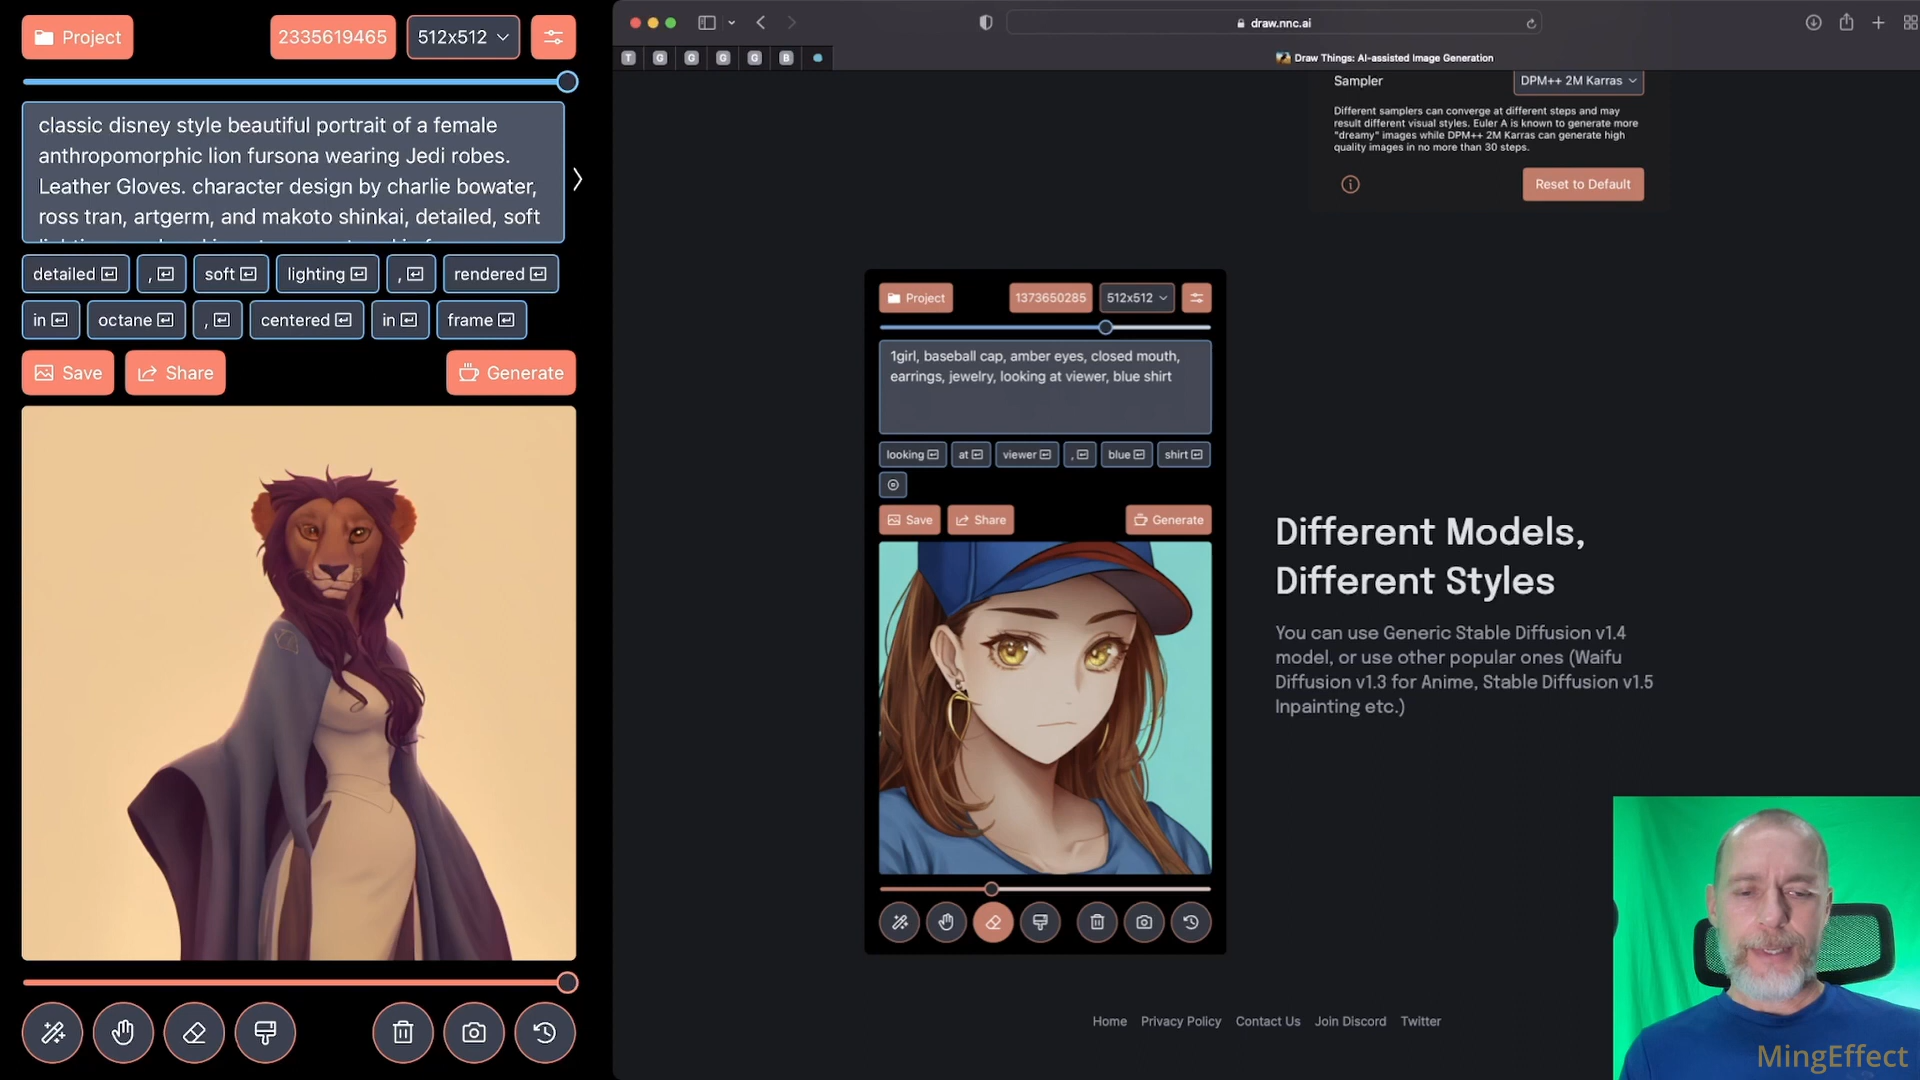 Project
2335619465
512x512
classic disney style beautiful portrait of a female
anthropomorphic lion fursona wearing Jedi robes.
Leather Gloves. character design by charlie bowater,
ross tran, artgerm, and makoto shinkai, detailed, soft
detailed
,
soft
lighting
,
rendered
in
octane
,
centered
in
frame
Save
Share
Generate
draw.nnc.ai
T
G
G
G
G
B
Draw Things: AI-assisted Image Generation
Sampler
DPM++ 2M Karras
Different samplers can converge at different steps and may
result different visual styles. Euler A is known to generate more
"dreamy" images while DPM++ 2M Karras can generate high
quality images in no more than 30 steps.
Reset to Default
Project
1373650285
512x512
1girl, baseball cap, amber eyes, closed mouth,
earrings, jewelry, looking at viewer, blue shirt
looking
at
viewer
,
blue
shirt
Save
Share
Generate
Different Models,
Different Styles
You can use Generic Stable Diffusion v1.4
model, or use other popular ones (Waifu
Diffusion v1.3 for Anime, Stable Diffusion v1.5
Inpainting etc.)
Home
Privacy Policy
Contact Us
Join Discord
Twitter
MingEffect